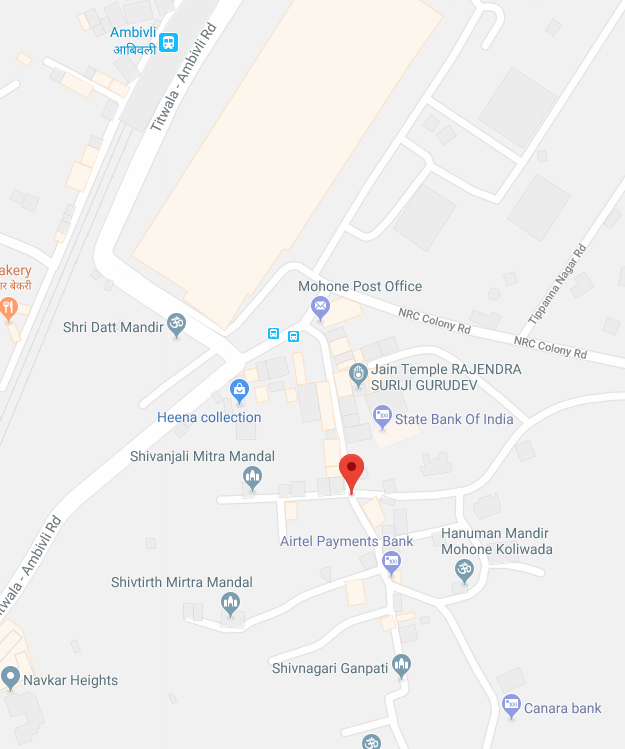 Ambivli
आंबिवली
Titwala - Ambivli Rd
Mohone Post Office
akery
Shri Datt Mandir
NRC Colony Rd
Tippanna Nagar Rd
NRC Colony Rd
Jain Temple RAJENDRA
SURIJI GURUDEV
Heena collection
State Bank Of India
Shivanjali Mitra Mandal
Airtel Payments Bank
Hanuman Mandir
Mohone Koliwada
Shivtirth Mirtra Mandal
twala - Ambivli Rd
Shivnagari Ganpati
Navkar Heights
Canara bank